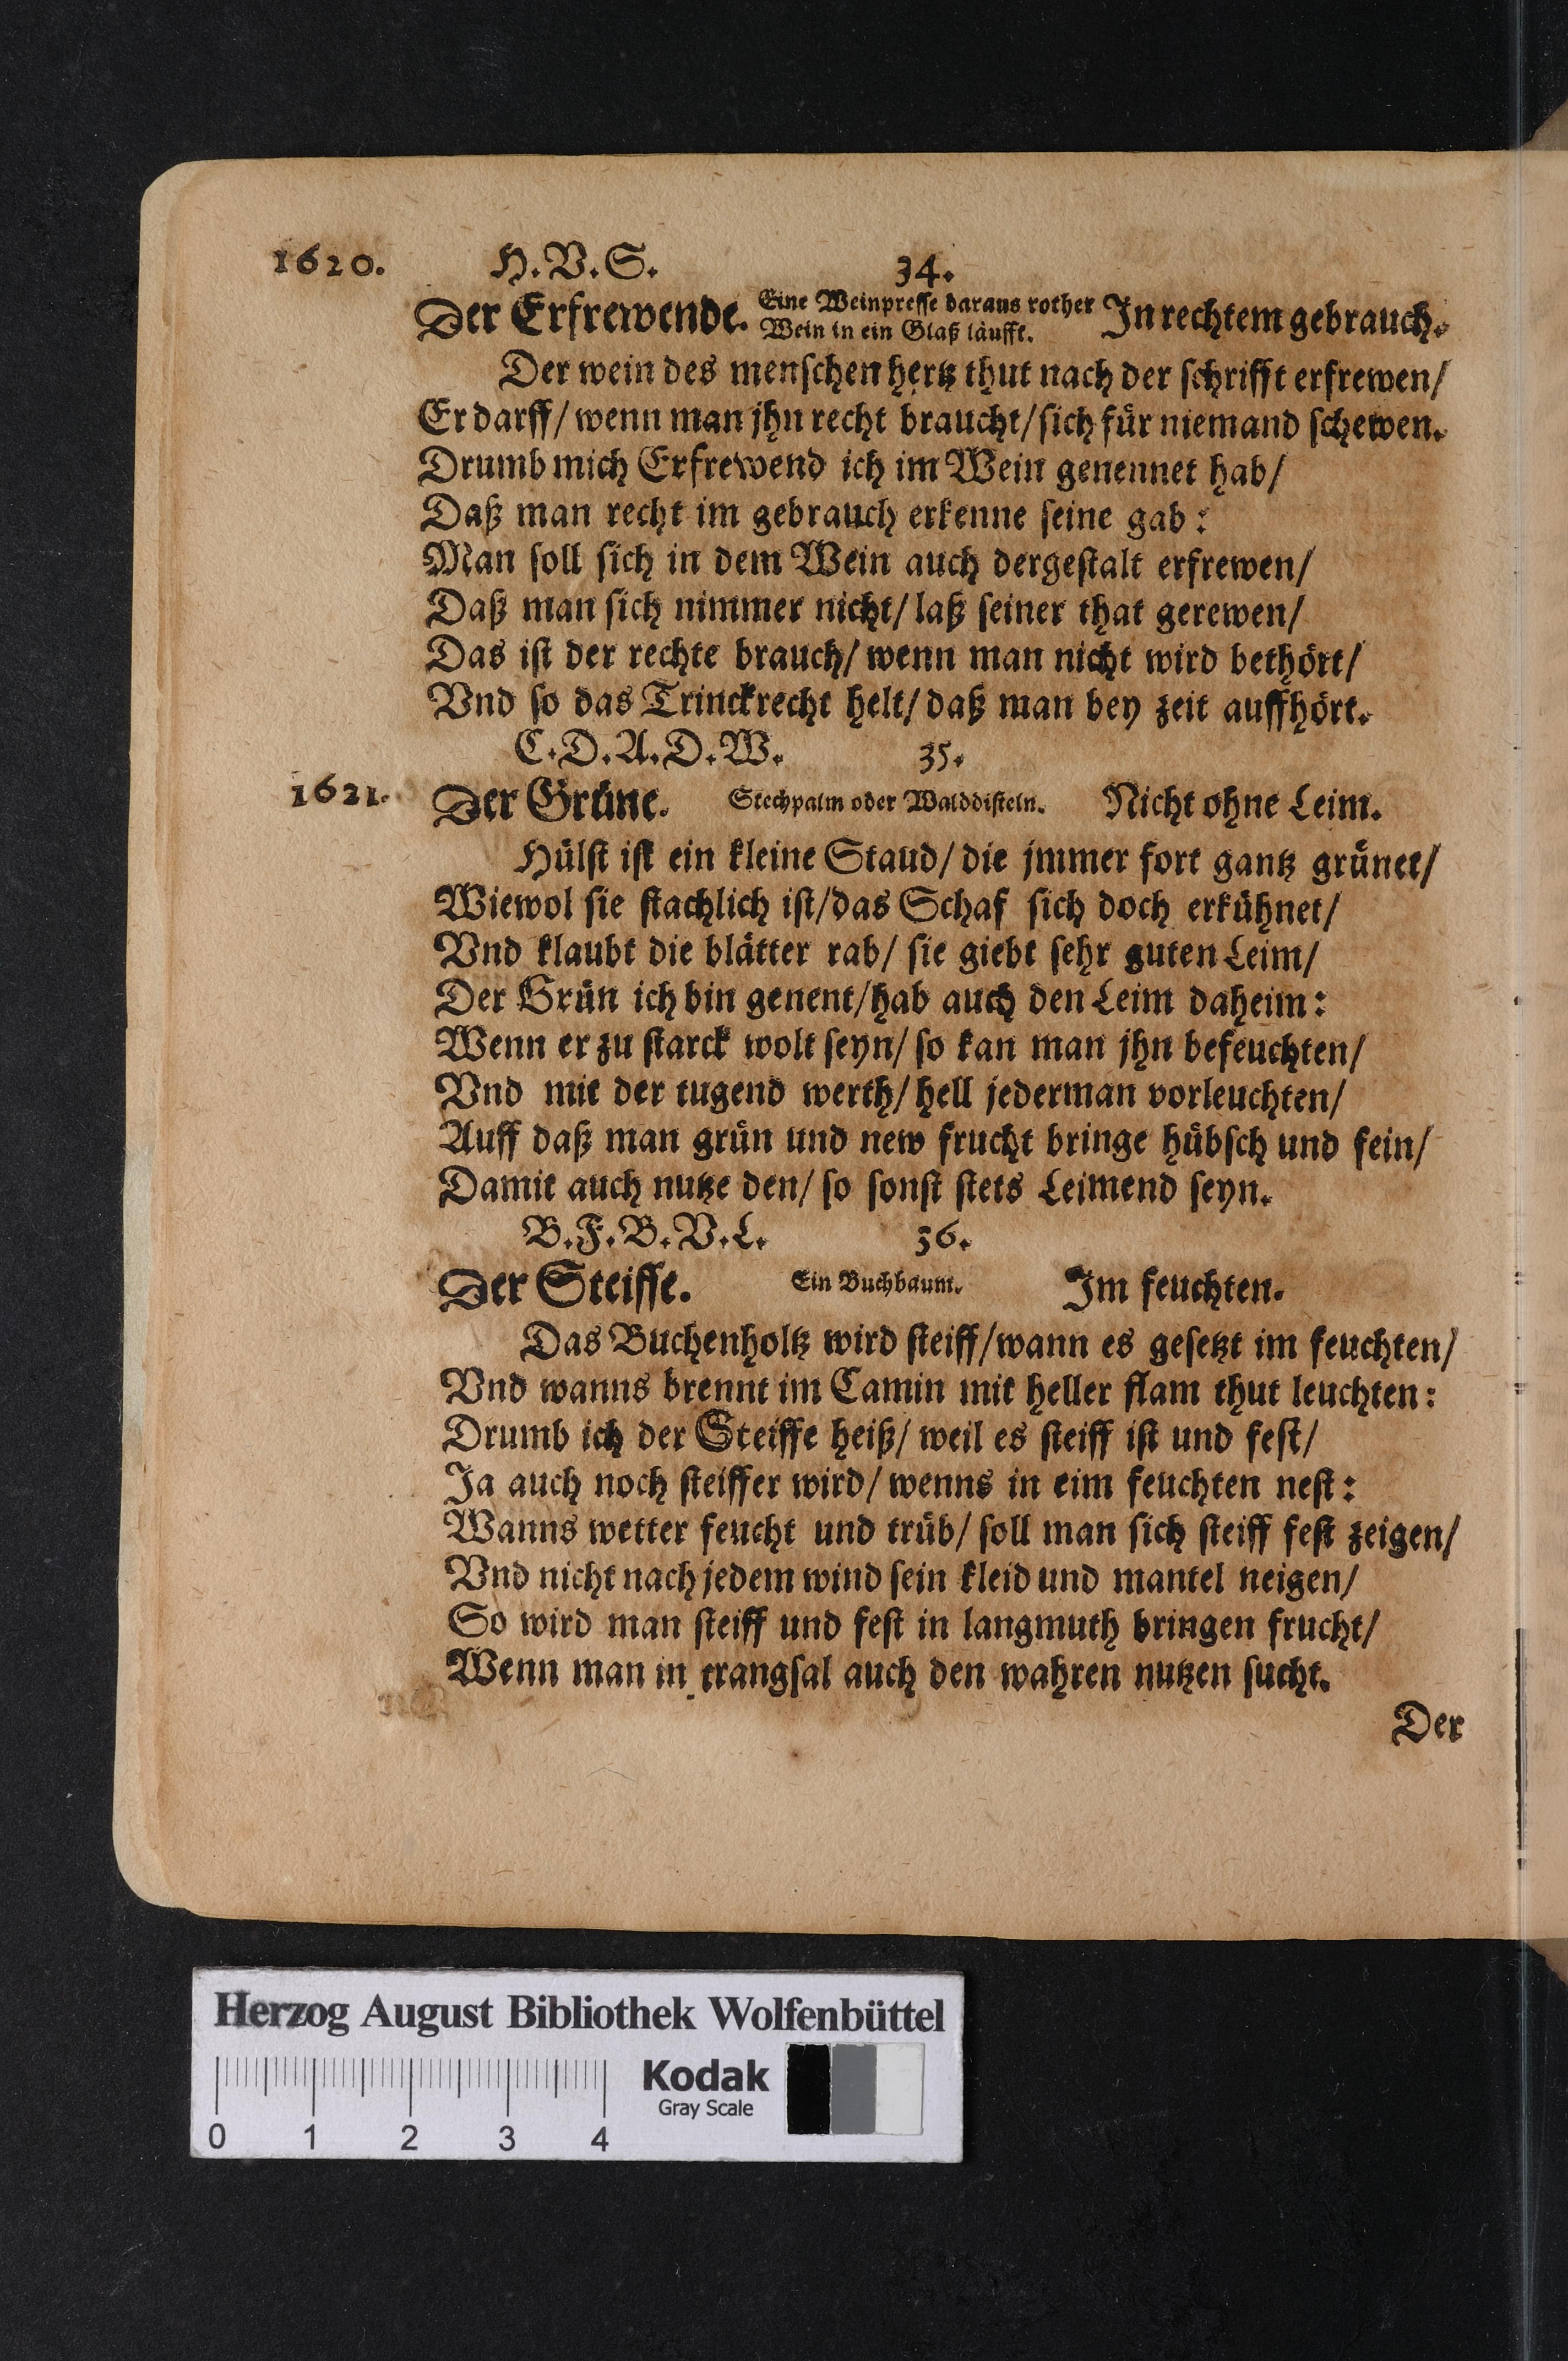 1620. H. V. S. 34.
Der Erfrewende. Eine Weinpresse daraus rother In rechtem gebrauch.
Wein in ein Glaß läufft.
Der wein des menschen hertz thut nach der schrifft erfrewen/
Er darff/ wenn man jhn recht braucht/ sich für niemand schewen.
Drumb mich Erfrewend ich im Wein genennet hab/
Daß man recht im gebrauch erkenne seine gab:
Man soll sich in dem Wein auch dergestalt erfrewen/
Daß man sich nimmer nicht/ laß seiner that gerewen/
Das ist der rechte brauch/ wenn man nicht wird bethört/
Vnd so das Trinckrecht helt/ daß man bey zeit auffhört.
C. D. A. D. W. 35.
1621. Der Grüne. Stechpalm oder Walddisteln. Nicht ohne Leim.
Hülst ist ein kleine Staud/ die jmmer fort gantz grünet/
Wiewol sie stachlich ist/ das Schaf sich doch erkühnet/
Vnd klaubt die blätter rab/ sie giebt sehr guten Leim/
Der Grün ich bin genent/ hab auch den Leim daheim:
Wenn er zu starck wolt seyn/ so kan man jhn befeuchten/
Vnd mit der tugend werth/ hell jederman vorleuchten/
Auff daß man grün und new frucht bringe hübsch und fein/
Damit auch nutze den/ so sonst stets Leimend seyn.
B. F. B. V. L. 36.
Der Steiffe. Ein Buchbaum. Im feuchten.
Das Buchenholtz wird steiff/ wann es gesetzt im feuchten/
Vnd wanns brennt im Camin mit heller flam thut leuchten:
Drumb ich der Steiffe heiß/ weil es steiff ist und fest/
Ja auch noch steiffer wird/ wenns in eim feuchten nest:
Wanns wetter feucht und trüb/ soll man sich steiff fest zeigen/
Vnd nicht nach jedem wind sein kleid und mantel neigen/
So wird man steiff und fest in langmuth bringen frucht/
Wenn man in trangsal auch den wahren nutzen sucht.
Der
Herzog August Bibliothek Wolfenbüttel
Kodak
Gray Scale
0 1 2 3 4